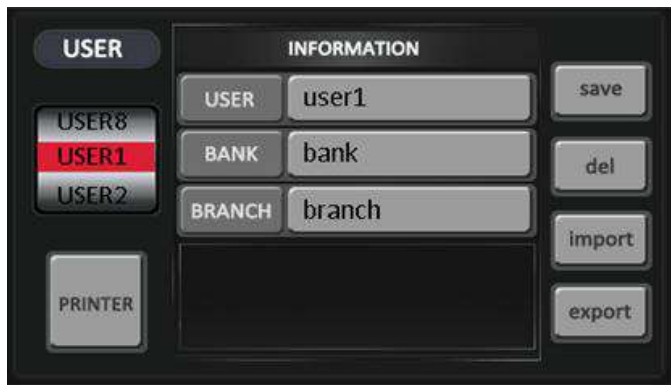 USER
USER8
USER1
USER2
PRINTER
INFORMATION
USER user1
BANK bank
BRANCH branch
save
del
import
export